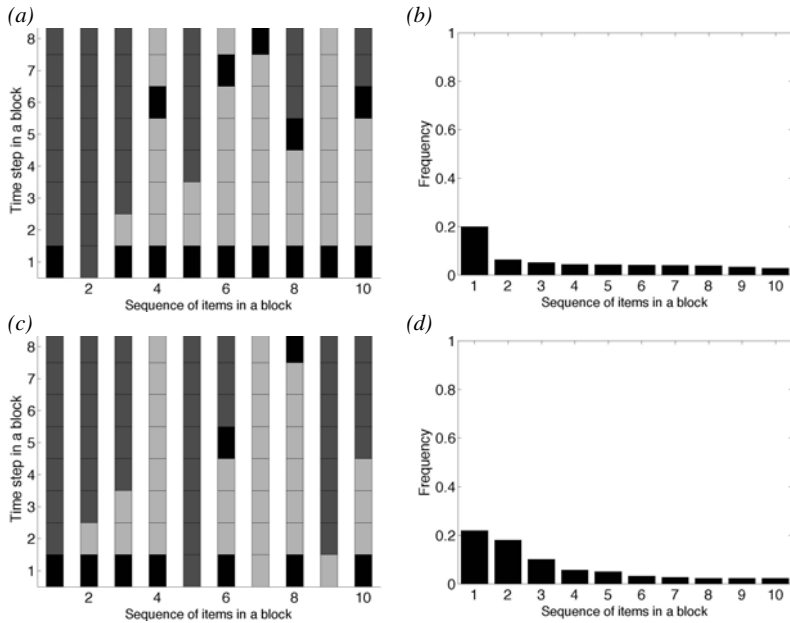 (a)
8
7
6
5
4
3
2
1
Time step in a block
2 4 6 8 10
Sequence of items in a block
(b)
1
0.8
0.6
0.4
0.2
0
Frequency
1 2 3 4 5 6 7 8 9 10
Sequence of items in a block
(c)
8
7
6
5
4
3
2
1
Time step in a block
2 4 6 8 10
Sequence of items in a block
(d)
1
0.8
0.6
0.4
0.2
0
Frequency
1 2 3 4 5 6 7 8 9 10
Sequence of items in a block